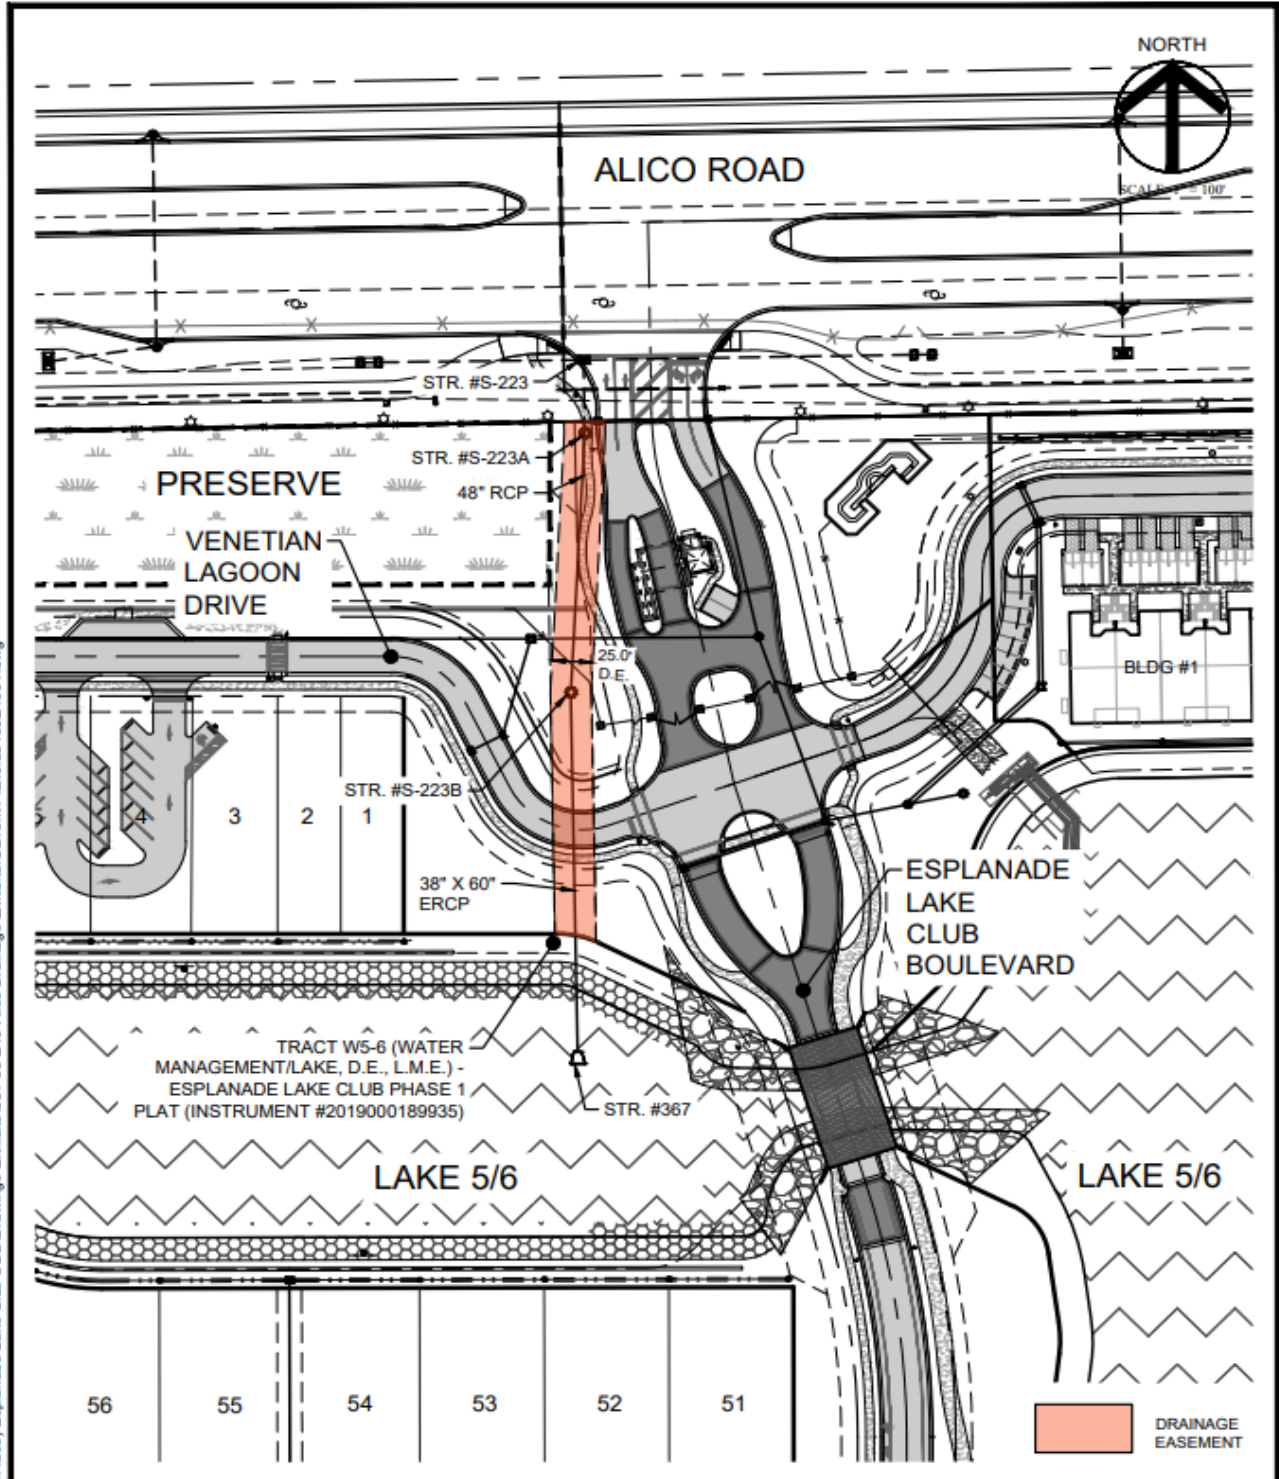 NORTH
SCALE: 1" = 100'
ALICO ROAD
STR. #S-223
STR. #S-223A
48" RCP
PRESERVE
VENETIAN
LAGOON
DRIVE
25.0'
D.E.
BLDG #1
STR. #S-223B
4
3
2
1
38" X 60"
ERCP
ESPLANADE
LAKE
CLUB
BOULEVARD
TRACT W5-6 (WATER
MANAGEMENT/LAKE, D.E., L.M.E.) -
ESPLANADE LAKE CLUB PHASE 1
PLAT (INSTRUMENT #2019000189935)
STR. #367
LAKE 5/6
LAKE 5/6
56
55
54
53
52
51
DRAINAGE
EASEMENT